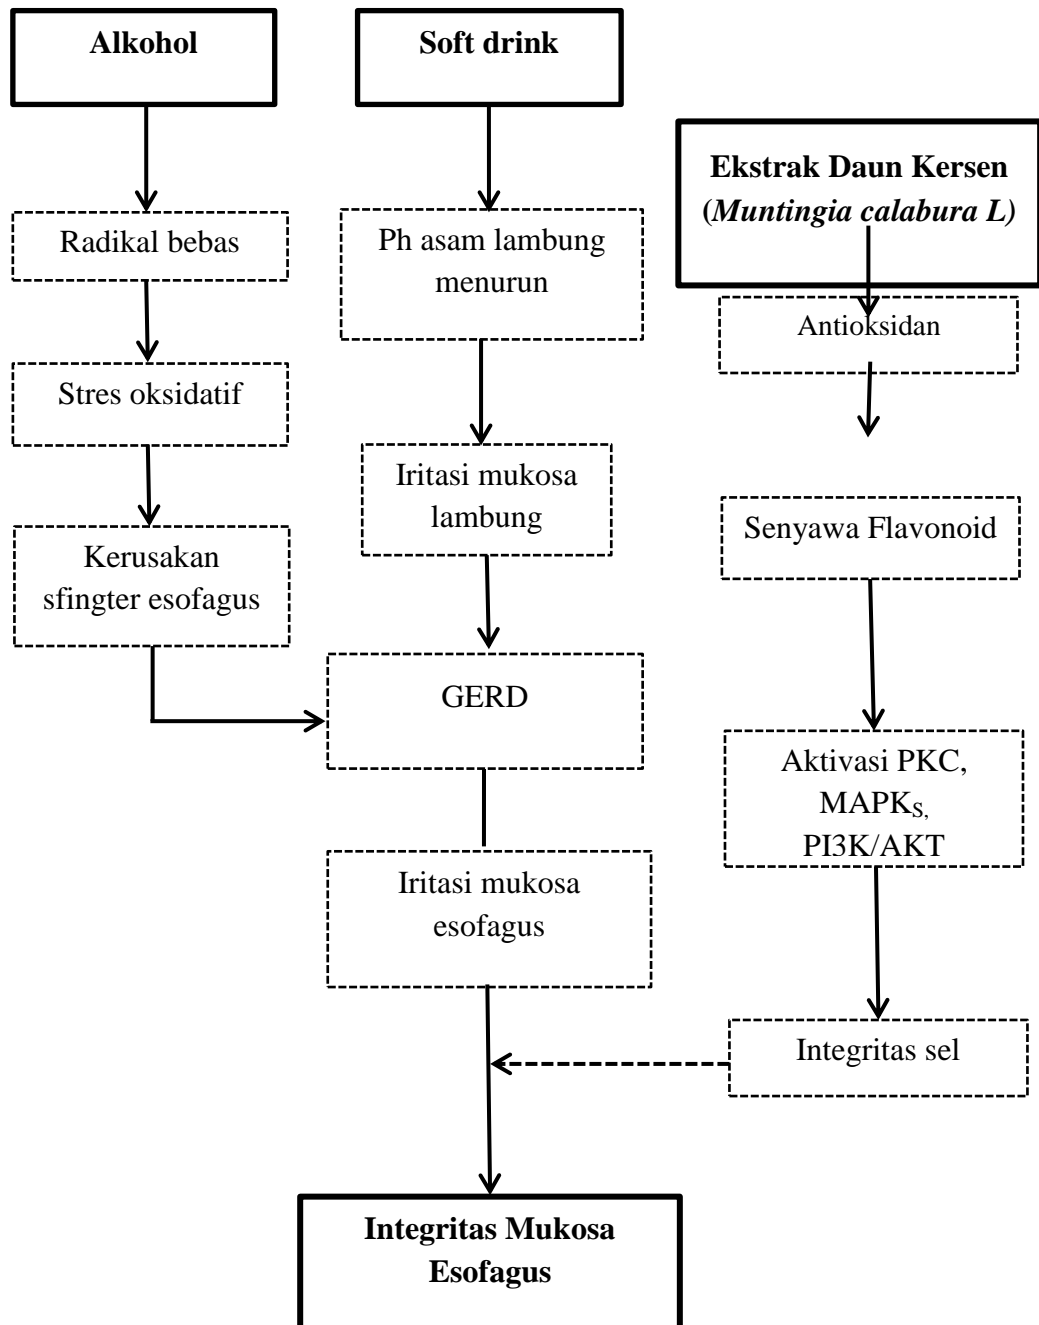 Alkohol
Soft drink
Ekstrak Daun Kersen
(Muntingia calabura L)
Radikal bebas
Ph asam lambung
menurun
Antioksidan
Stres oksidatif
Iritasi mukosa
lambung
Senyawa Flavonoid
Kerusakan
sfingter esofagus
GERD
Aktivasi PKC,
MAPKS,
PI3K/AKT
Iritasi mukosa
esofagus
Integritas sel
Integritas Mukosa
Esofagus